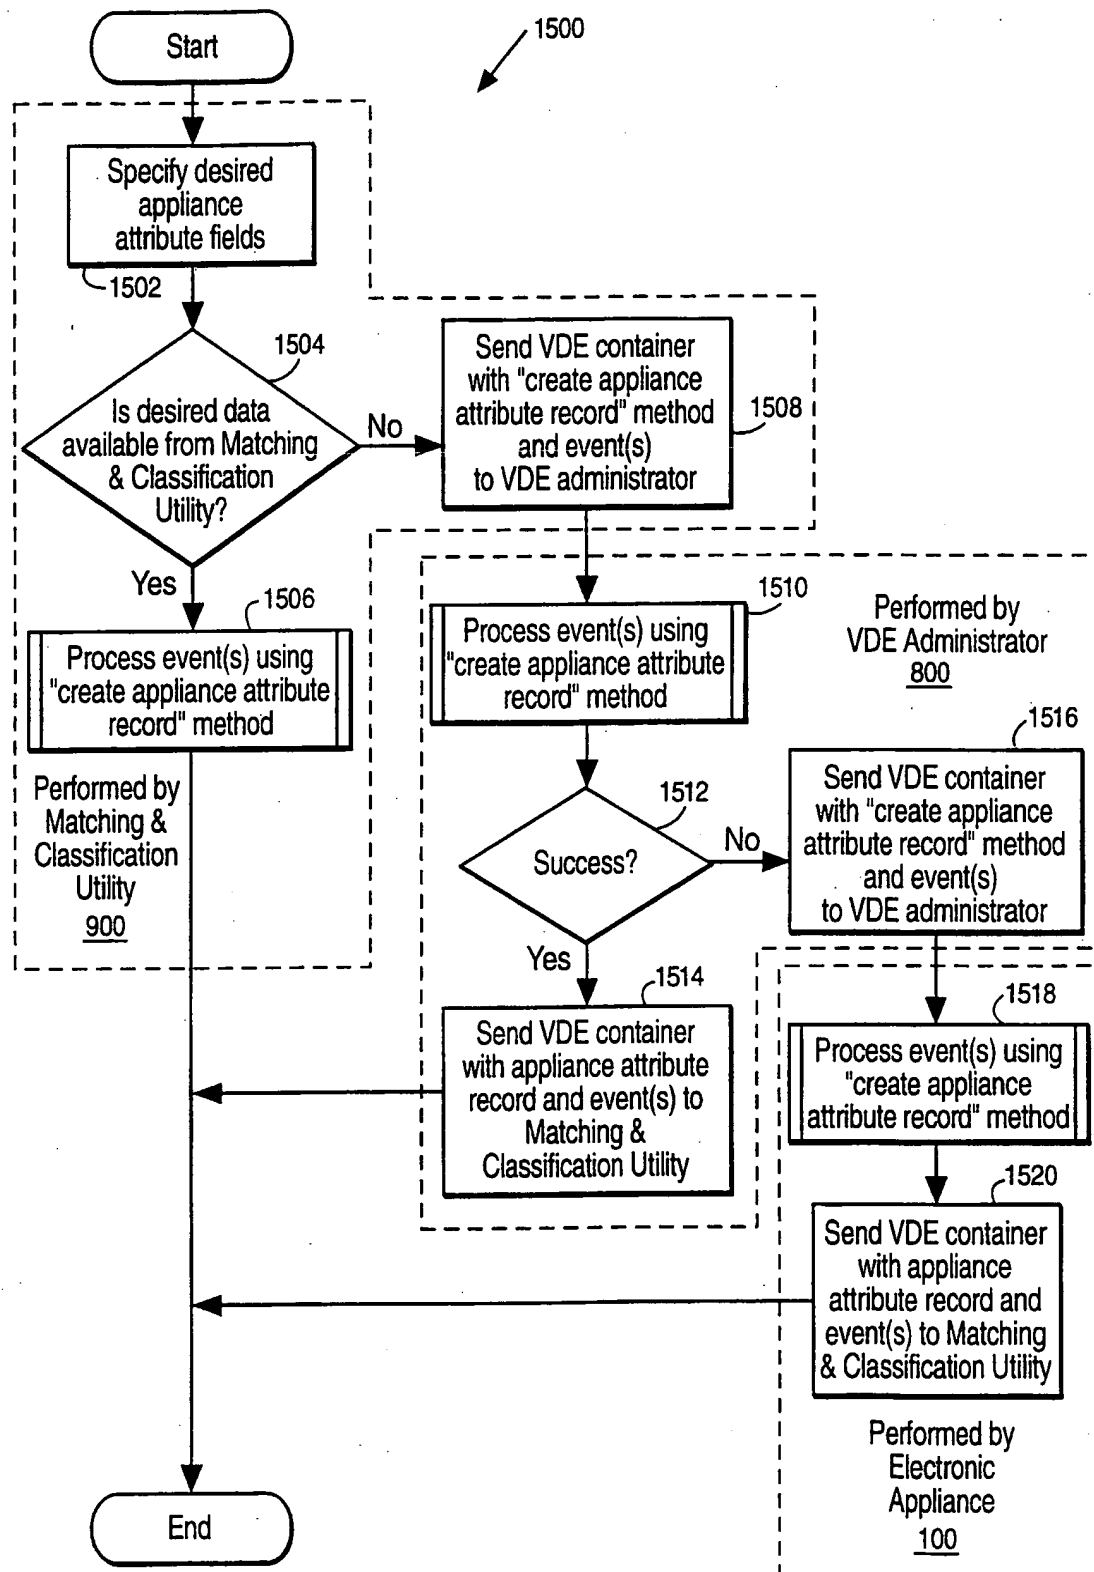 Start
1500
Specify desired
appliance
attribute fields
1502
1504
Is desired data
available from Matching
& Classification
Utility?
No
Send VDE container
with "create appliance
attribute record" method
and event(s)
to VDE administrator
1508
Yes
1506
Process event(s) using
"create appliance attribute
record" method
Performed by
Matching &
Classification
Utility
900
1510
Process event(s) using
"create appliance attribute
record" method
Performed by
VDE Administrator
800
1512
Success?
No
1516
Send VDE container
with "create appliance
attribute record" method
and event(s)
to VDE administrator
Yes
1514
Send VDE container
with appliance attribute
record and event(s) to
Matching &
Classification Utility
1518
Process event(s) using
"create appliance
attribute record" method
1520
Send VDE container
with appliance
attribute record and
event(s) to Matching
& Classification Utility
Performed by
Electronic
Appliance
100
End